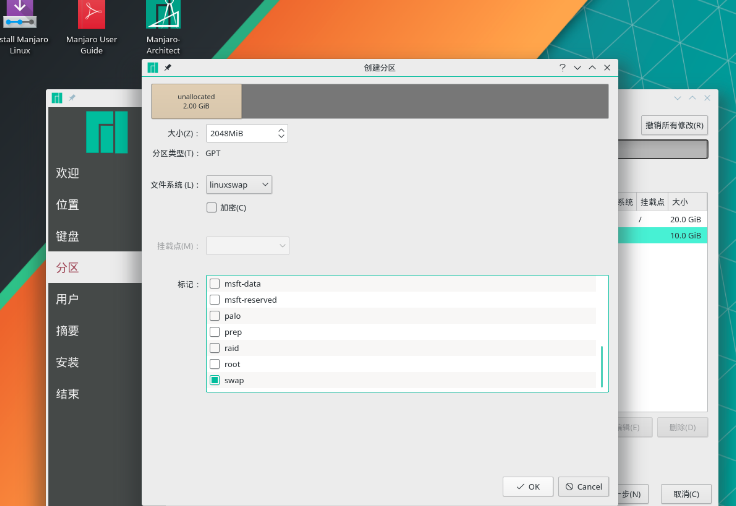 stall Manjaro
Linux
Manjaro User
Guide
Manjaro-
Architect
创建分区
unallocated
2.00 GiB
大小(Z)：
2048MiB
分区类型(T)：
GPT
文件系统 (L)：
linuxswap
加密(C)
挂载点(M)：
标记：
msft-data
msft-reserved
palo
prep
raid
root
swap
OK
Cancel
欢迎
位置
键盘
分区
用户
摘要
安装
结束
撤销所有修改(R)
系统 挂载点 大小
/ 20.0 GiB
10.0 GiB
编辑(E)
删除(D)
一步(N)
取消(C)